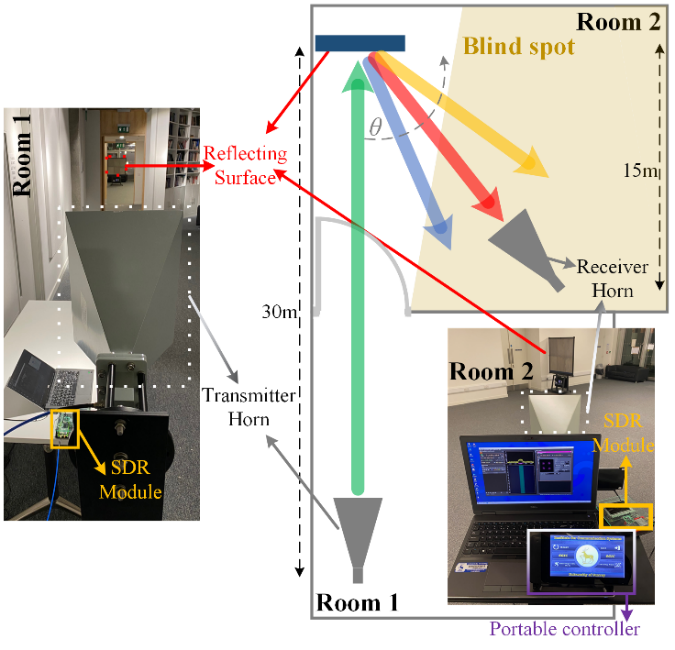 Room 2
Blind spot
Room 1
θ
Reflecting
Surface
15m
Receiver
Horn
30m
Room 2
Transmitter
Horn
SDR
Module
SDR
Module
Room 1
Portable controller